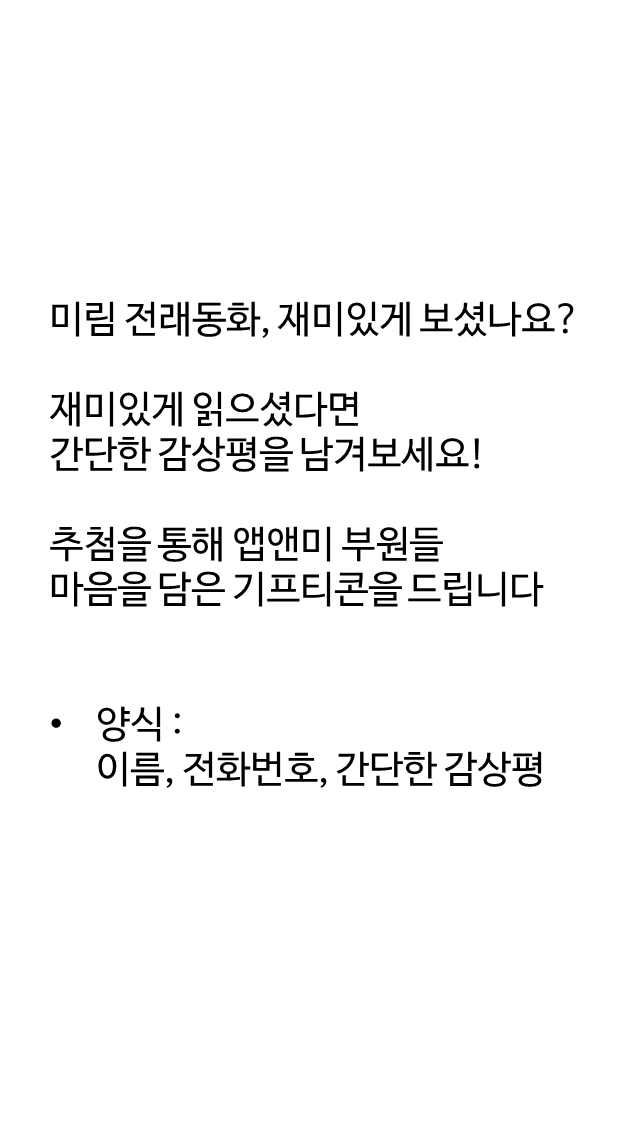 미림 전래동화, 재미있게 보셨나요?
재미있게 읽으셨다면
간단한 감상평을 남겨보세요!
추첨을 통해 앱앤미 부원들
마음을 담은 기프티콘을 드립니다
• 양식 :
이름, 전화번호, 간단한 감상평